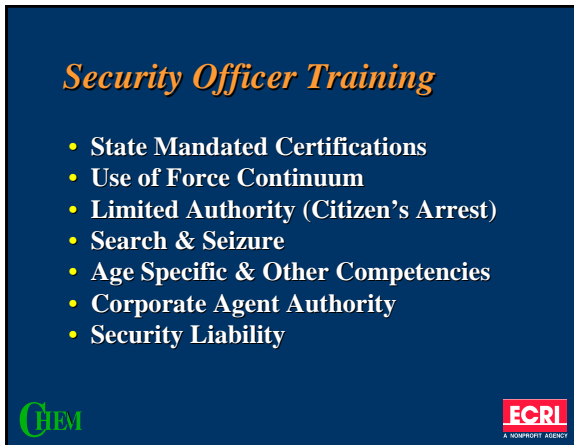 Security Officer Training
• State Mandated Certifications
• Use of Force Continuum
• Limited Authority (Citizen's Arrest)
• Search & Seizure
• Age Specific & Other Competencies
• Corporate Agent Authority
• Security Liability
CHEM
ECRI
A NONPROFIT AGENCY